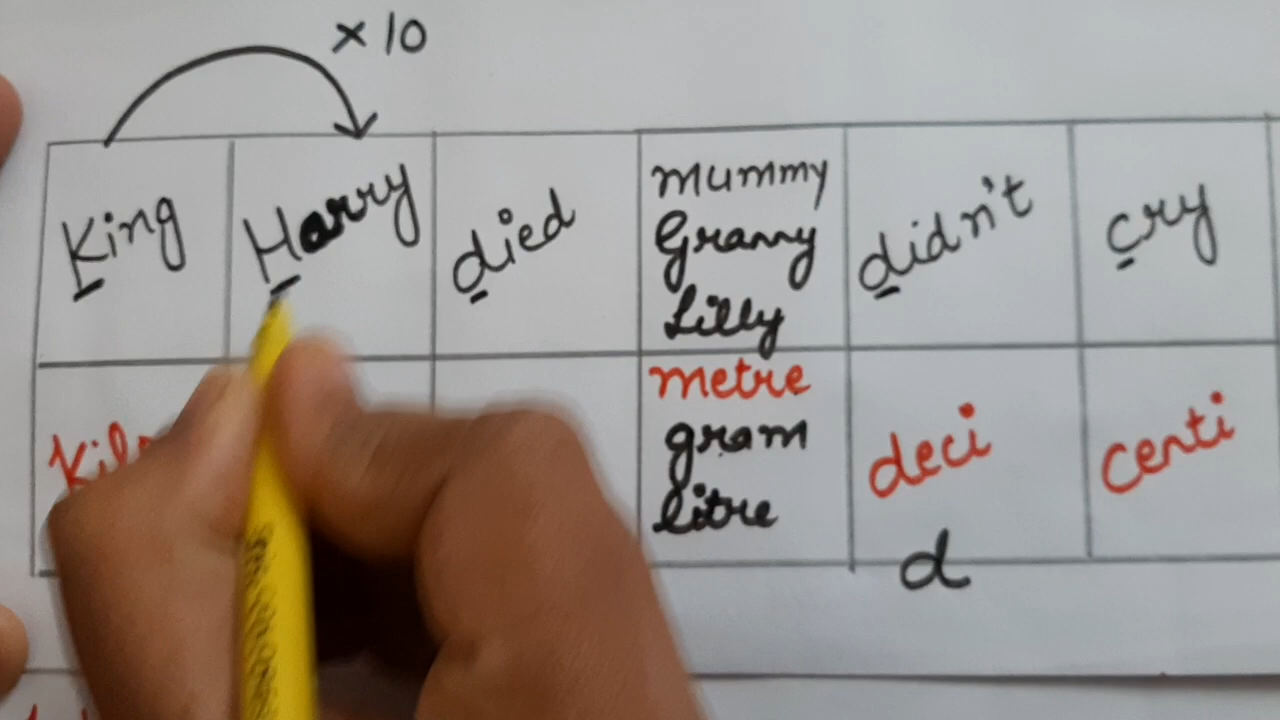 × 10
King Harry died mummy didn't cry
Granny
Lilly
metre
gram deci centi
litre
d